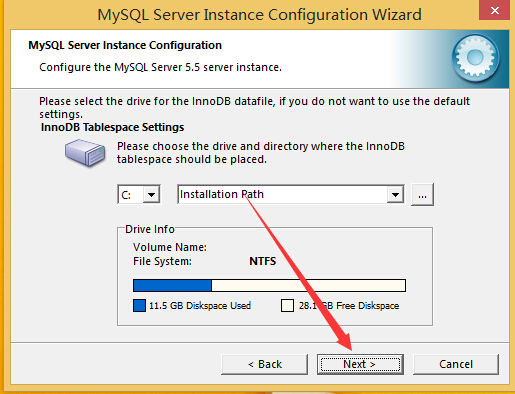 MySQL Server Instance Configuration Wizard
MySQL Server Instance Configuration
Configure the MySQL Server 5.5 server instance.
Please select the drive for the InnoDB datafile, if you do not want to use the default
settings.
InnoDB Tablespace Settings
Please choose the drive and directory where the InnoDB
tablespace should be placed.
C:
Installation Path
...
Drive Info
Volume Name:
File System: NTFS
11.5 GB Diskspace Used
GB Free Diskspace
< Back
Next >
Cancel